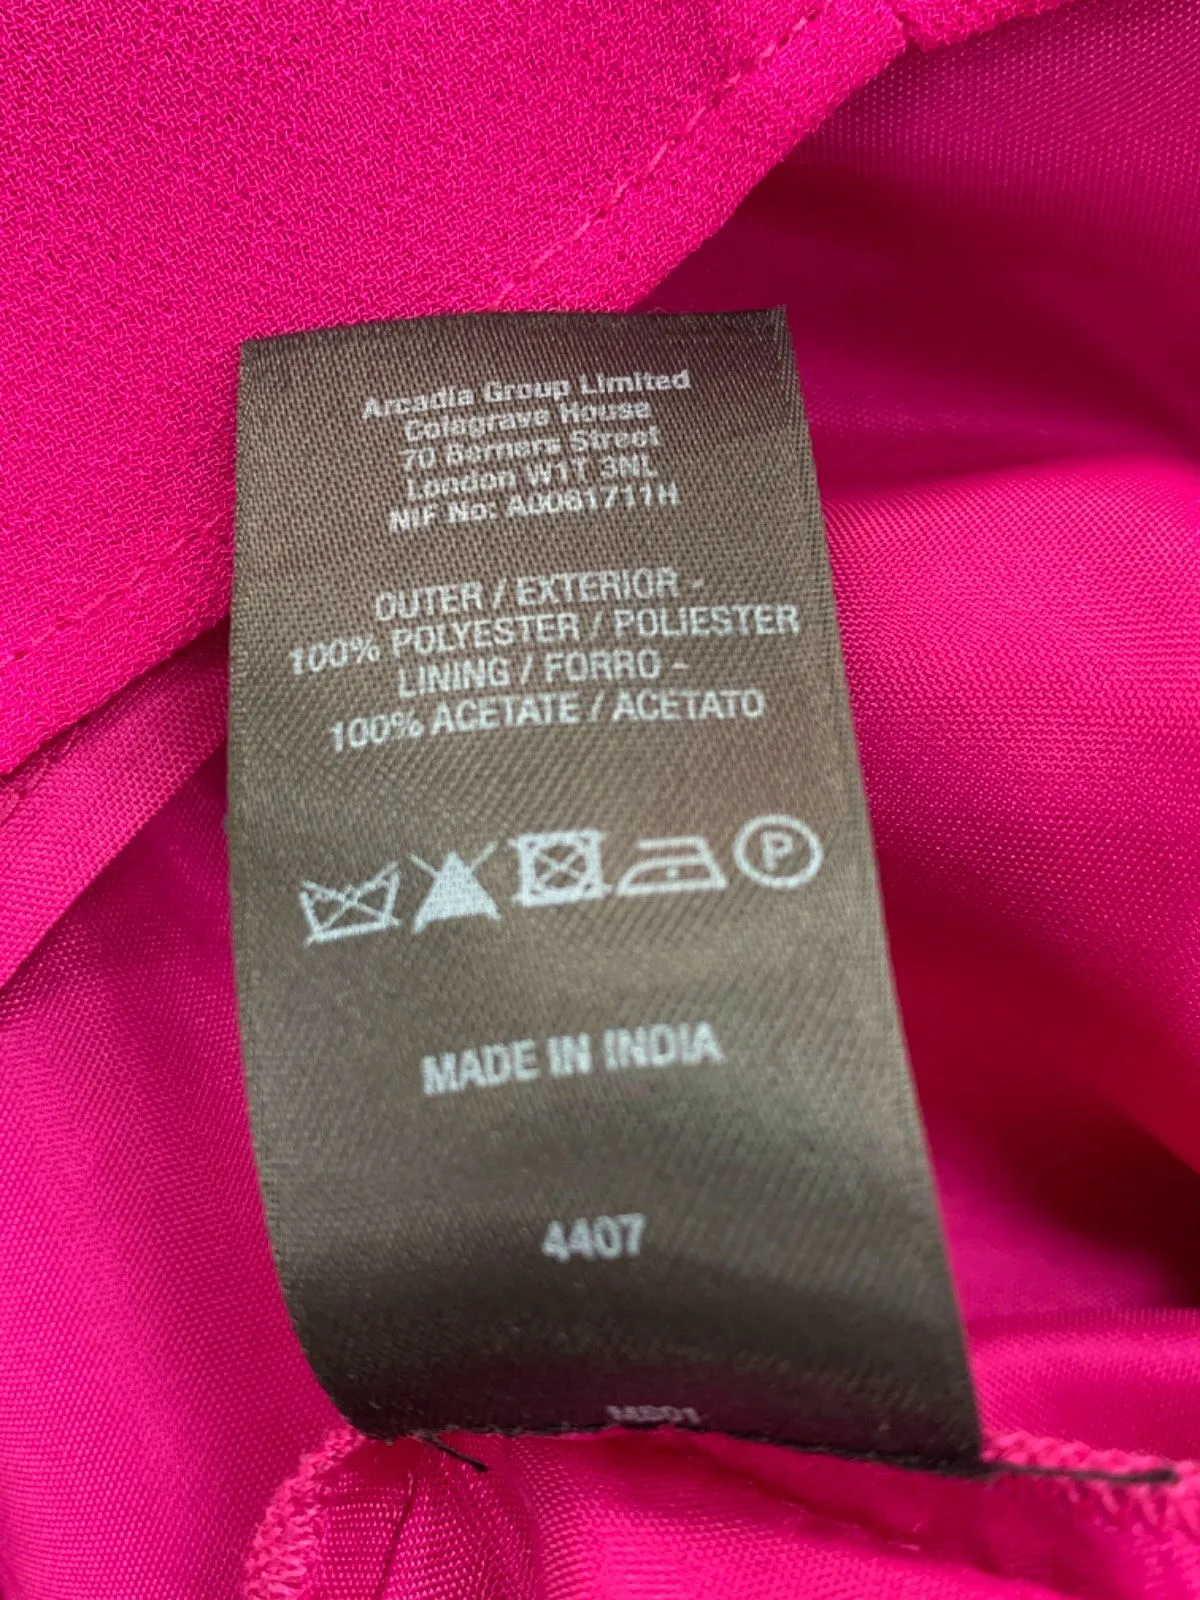 Arcadia Group Limited
Colegrave House
70 Berners Street
London W1T 3NL
NIF No: A0061711H
OUTER / EXTERIOR -
100% POLYESTER / POLIESTER
LINING / FORRO -
100% ACETATE / ACETATO
P
MADE IN INDIA
4407
MS01